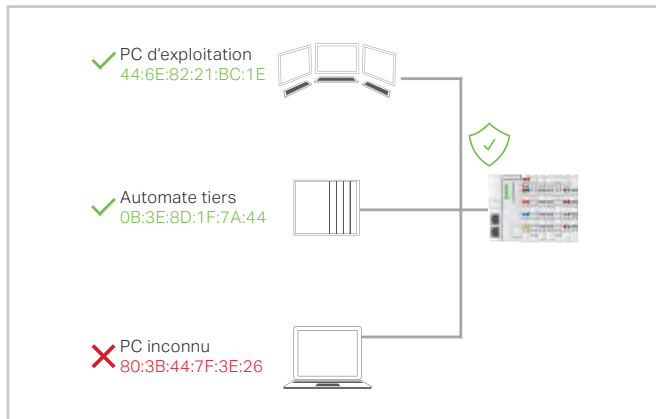 PC d‘exploitation
44:6E:82:21:BC:1E
Automate tiers
0B:3E:8D:1F:7A:44
PC inconnu
80:3B:44:7F:3E:26